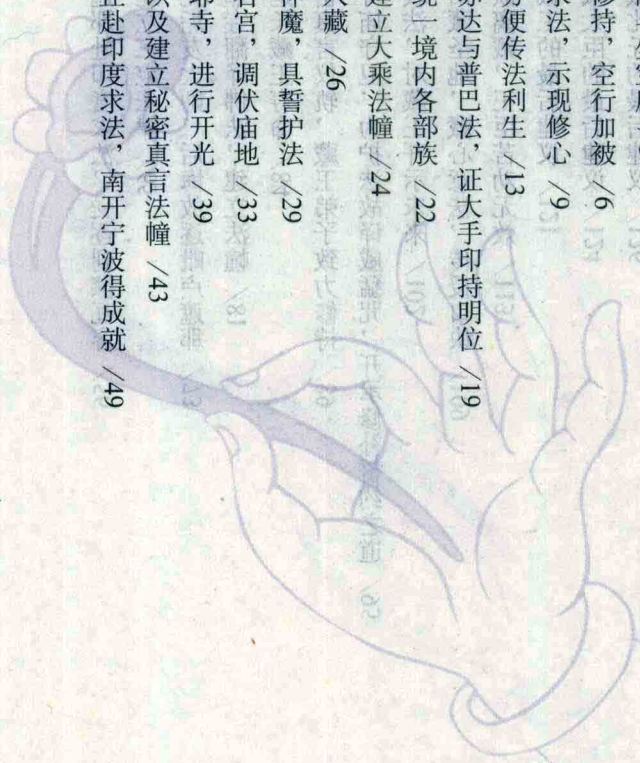 修持，空行加被 /6
求法，示现修心 /9
方便传法利生 /13
达与普巴法，证大手印持明位 /19
统一境内各部族 /22
建立大乘法幢 /24
入藏 /26
神魔，具誓护法 /29
宫，调伏庙地 /33
耶寺，进行开光 /39
以及建立秘密真言法幢 /43
赴印度求法，南开宁波得成就 /49